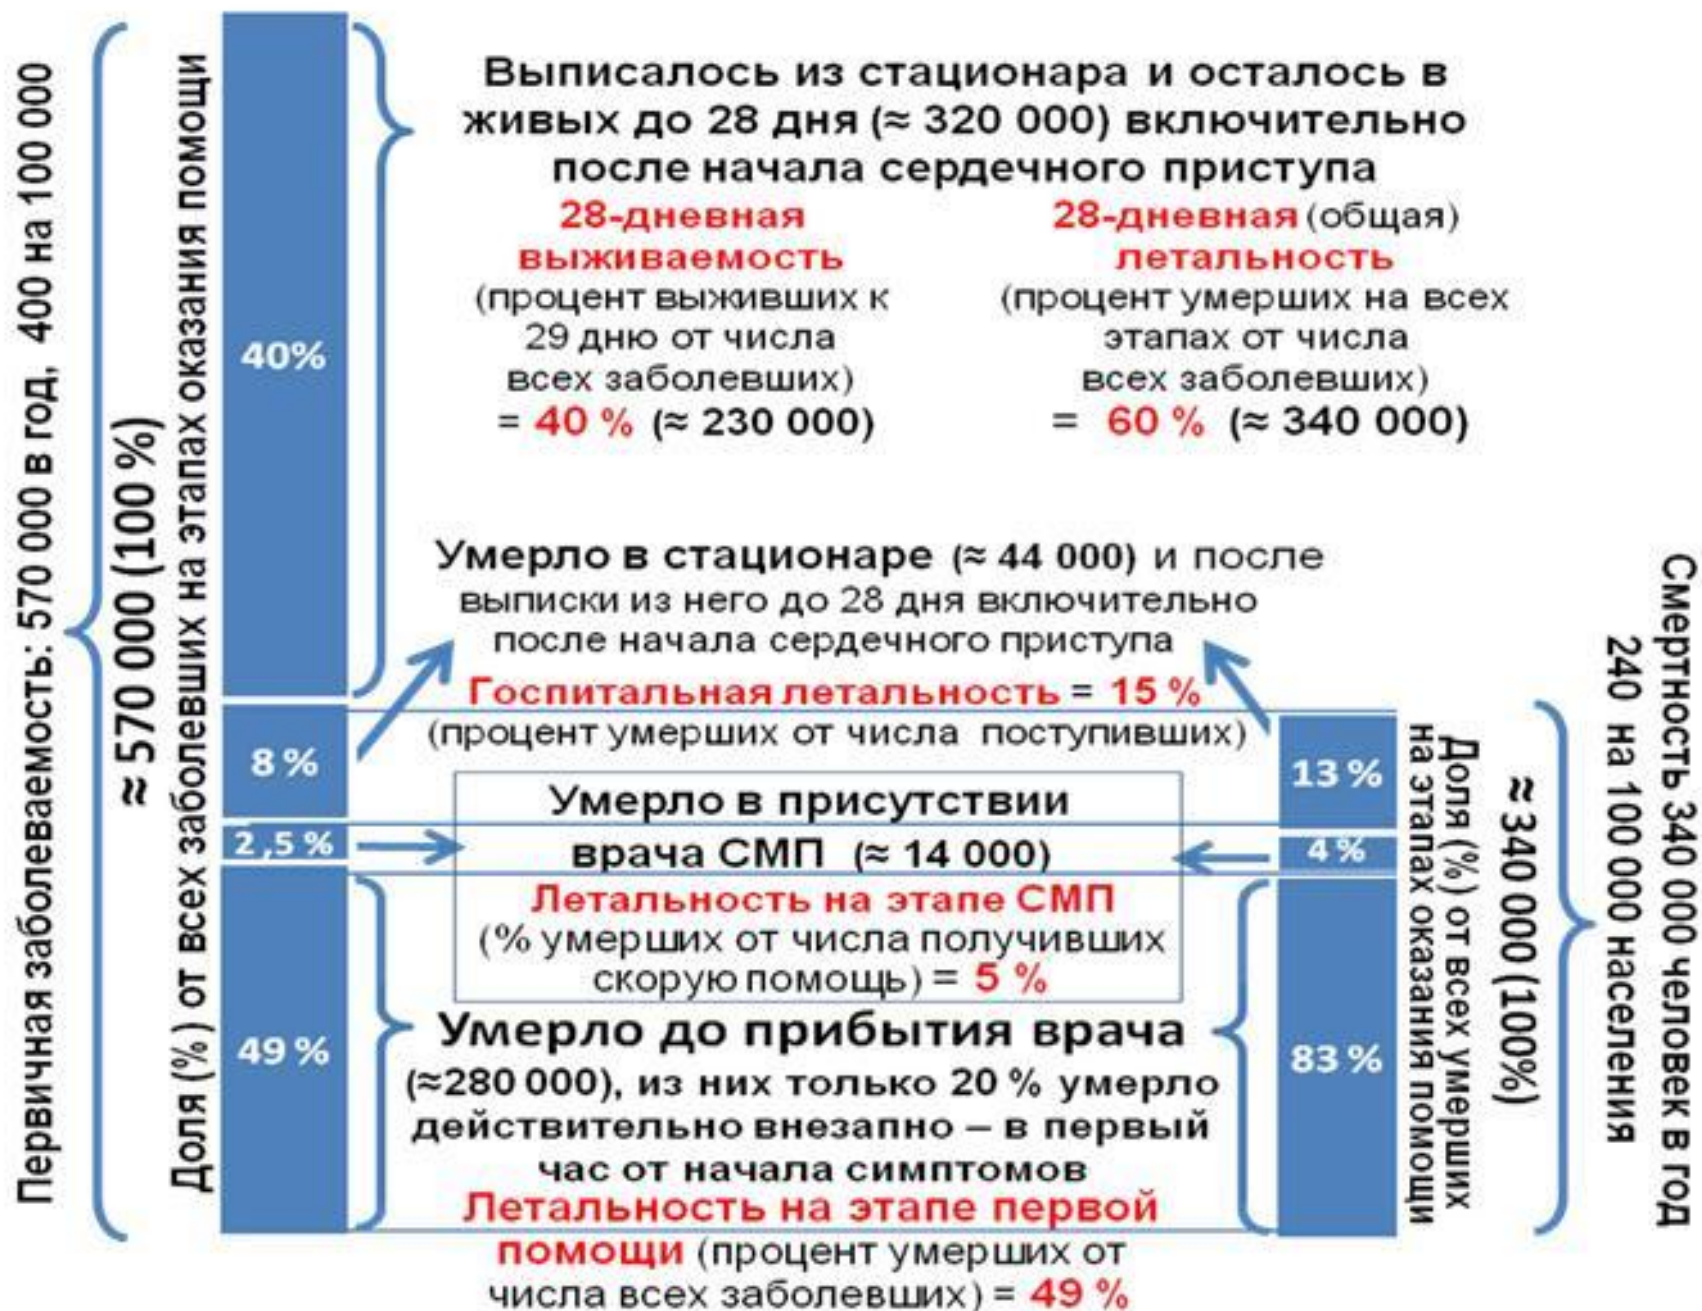 Первичная заболеваемость: 570 000 в год, 400 на 100 000
≈ 570 000 (100 %)
Доля (%) от всех заболевших на этапах оказания помощи
40%
8 %
2 ,5 %
49 %
Выписалось из стационара и осталось в
живых до 28 дня (≈ 320 000) включительно
после начала сердечного приступа
28-дневная
выживаемость
(процент выживших к
29 дню от числа
всех заболевших)
= 40 % (≈ 230 000)
28-дневная (общая)
летальность
(процент умерших на всех
этапах от числа
всех заболевших)
= 60 % (≈ 340 000)
Умерло в стационаре (≈ 44 000) и после
выписки из него до 28 дня включительно
после начала сердечного приступа
Госпитальная летальность = 15 %
(процент умерших от числа поступивших)
Умерло в присутствии
врача СМП (≈ 14 000)
Летальность на этапе СМП
(% умерших от числа получивших
скорую помощь) = 5 %
Умерло до прибытия врача
(≈280 000), из них только 20 % умерло
действительно внезапно – в первый
час от начала симптомов
Летальность на этапе первой
помощи (процент умерших от
числа всех заболевших) = 49 %
13 %
4 %
83 %
Доля (%) от всех умерших
на этапах оказания помощи
≈ 340 000 (100%)
Смертность 340 000 человек в год
240 на 100 000 населения